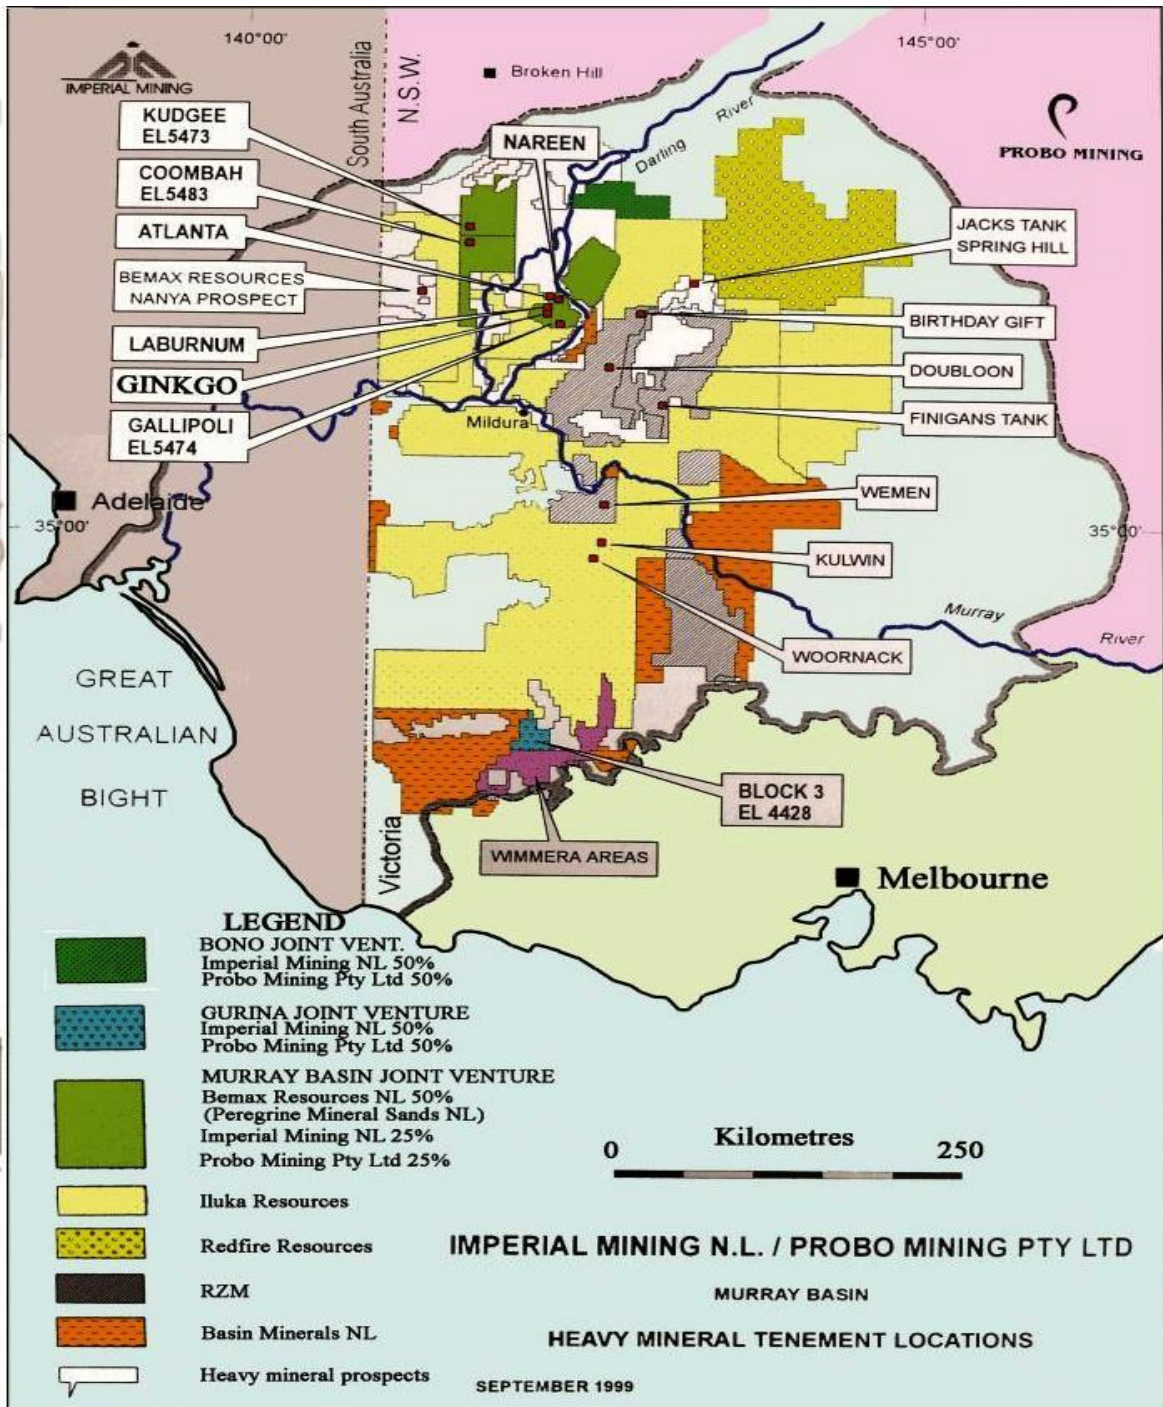 140°00'
145°00'
IMPERIAL MINING
South Australia
N.S.W.
Broken Hill
PROBO MINING
KUDGEE
EL5473
NAREEN
Darling
River
COOMBAH
EL5483
ATLANTA
JACKS TANK
SPRING HILL
BEMAX RESOURCES
NANYA PROSPECT
BIRTHDAY GIFT
LABURNUM
DOUBLOON
GINKGO
FINIGANS TANK
GALLIPOLI
EL5474
Mildura
WEMEN
Adelaide
35°00'
35°00'
KULWIN
Murray
River
WOORNACK
GREAT
AUSTRALIAN
BIGHT
BLOCK 3
EL 4428
Victoria
WIMMERA AREAS
Melbourne
LEGEND
BONO JOINT VENT.
Imperial Mining NL 50%
Probo Mining Pty Ltd 50%
GURINA JOINT VENTURE
Imperial Mining NL 50%
Probo Mining Pty Ltd 50%
MURRAY BASIN JOINT VENTURE
Bemax Resources NL 50%
(Peregrine Mineral Sands NL)
Imperial Mining NL 25%
Probo Mining Pty Ltd 25%
Iluka Resources
Redfire Resources
RZM
Basin Minerals NL
Heavy mineral prospects
0 Kilometres 250
IMPERIAL MINING N.L. / PROBO MINING PTY LTD
MURRAY BASIN
HEAVY MINERAL TENEMENT LOCATIONS
SEPTEMBER 1999